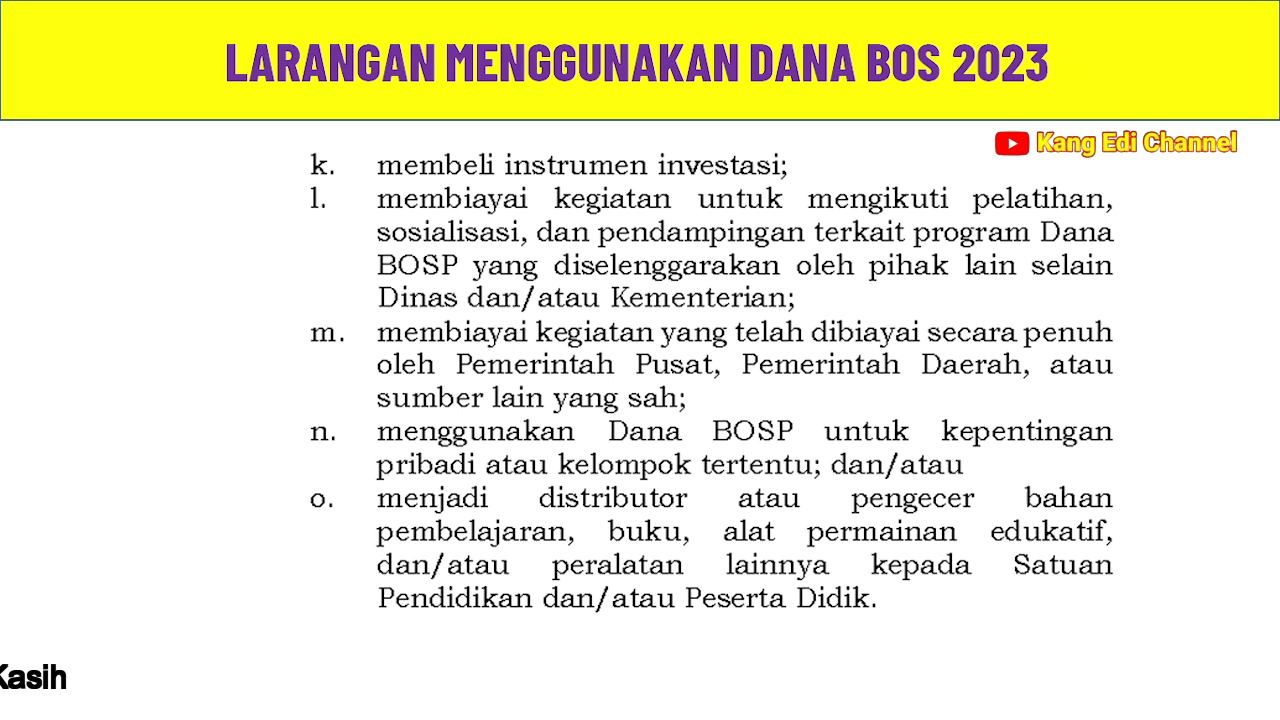 LARANGAN MENGGUNAKAN DANA BOS 2023
Kang Edi Channel
k. membeli instrumen investasi;
l. membiayai kegiatan untuk mengikuti pelatihan,
sosialisasi, dan pendampingan terkait program Dana
BOSP yang diselenggarakan oleh pihak lain selain
Dinas dan/atau Kementerian;
m. membiayai kegiatan yang telah dibiayai secara penuh
oleh Pemerintah Pusat, Pemerintah Daerah, atau
sumber lain yang sah;
n. menggunakan Dana BOSP untuk kepentingan
pribadi atau kelompok tertentu; dan/atau
o. menjadi distributor atau pengecer bahan
pembelajaran, buku, alat permainan edukatif,
dan/atau peralatan lainnya kepada Satuan
Pendidikan dan/atau Peserta Didik.
Kasih